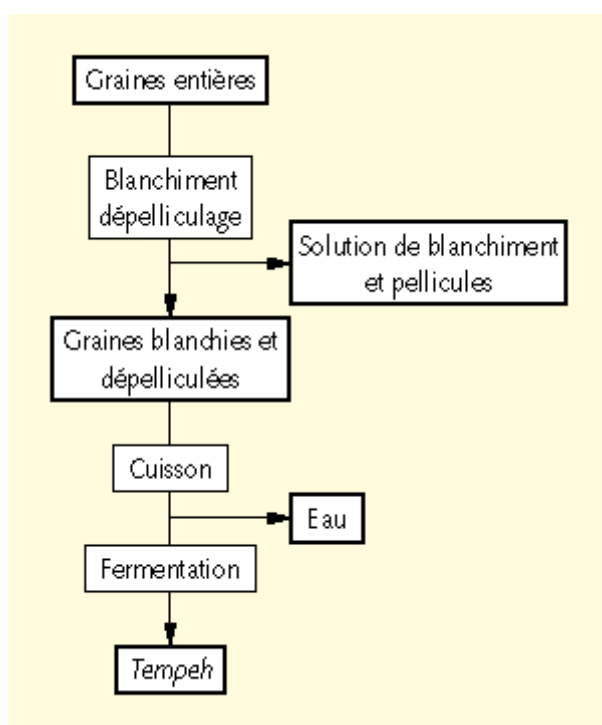 Graines entières
Blanchiment
dépelliculage
Solution de blanchiment
et pellicules
Graines blanchies et
dépelliculées
Cuisson
Eau
Fermentation
Tempeh